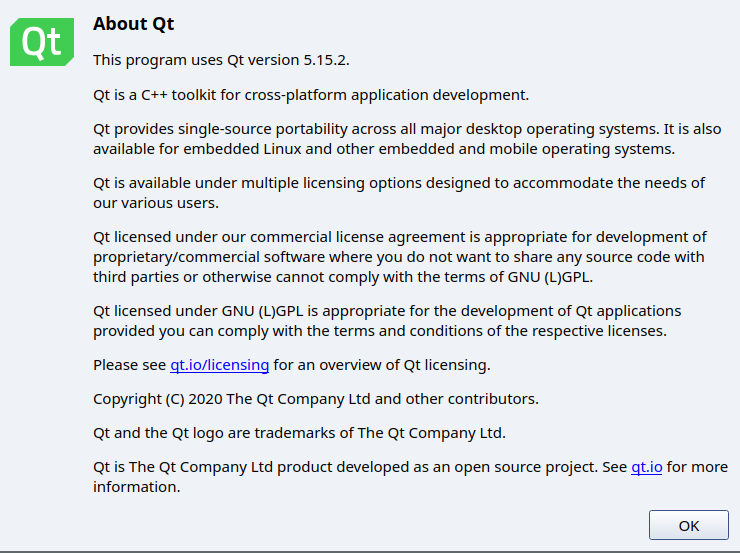 Qt
About Qt
This program uses Qt version 5.15.2.
Qt is a C++ toolkit for cross-platform application development.
Qt provides single-source portability across all major desktop operating systems. It is also
available for embedded Linux and other embedded and mobile operating systems.
Qt is available under multiple licensing options designed to accommodate the needs of
our various users.
Qt licensed under our commercial license agreement is appropriate for development of
proprietary/commercial software where you do not want to share any source code with
third parties or otherwise cannot comply with the terms of GNU (L)GPL.
Qt licensed under GNU (L)GPL is appropriate for the development of Qt applications
provided you can comply with the terms and conditions of the respective licenses.
Please see qt.io/licensing for an overview of Qt licensing.
Copyright (C) 2020 The Qt Company Ltd and other contributors.
Qt and the Qt logo are trademarks of The Qt Company Ltd.
Qt is The Qt Company Ltd product developed as an open source project. See qt.io for more
information.
OK